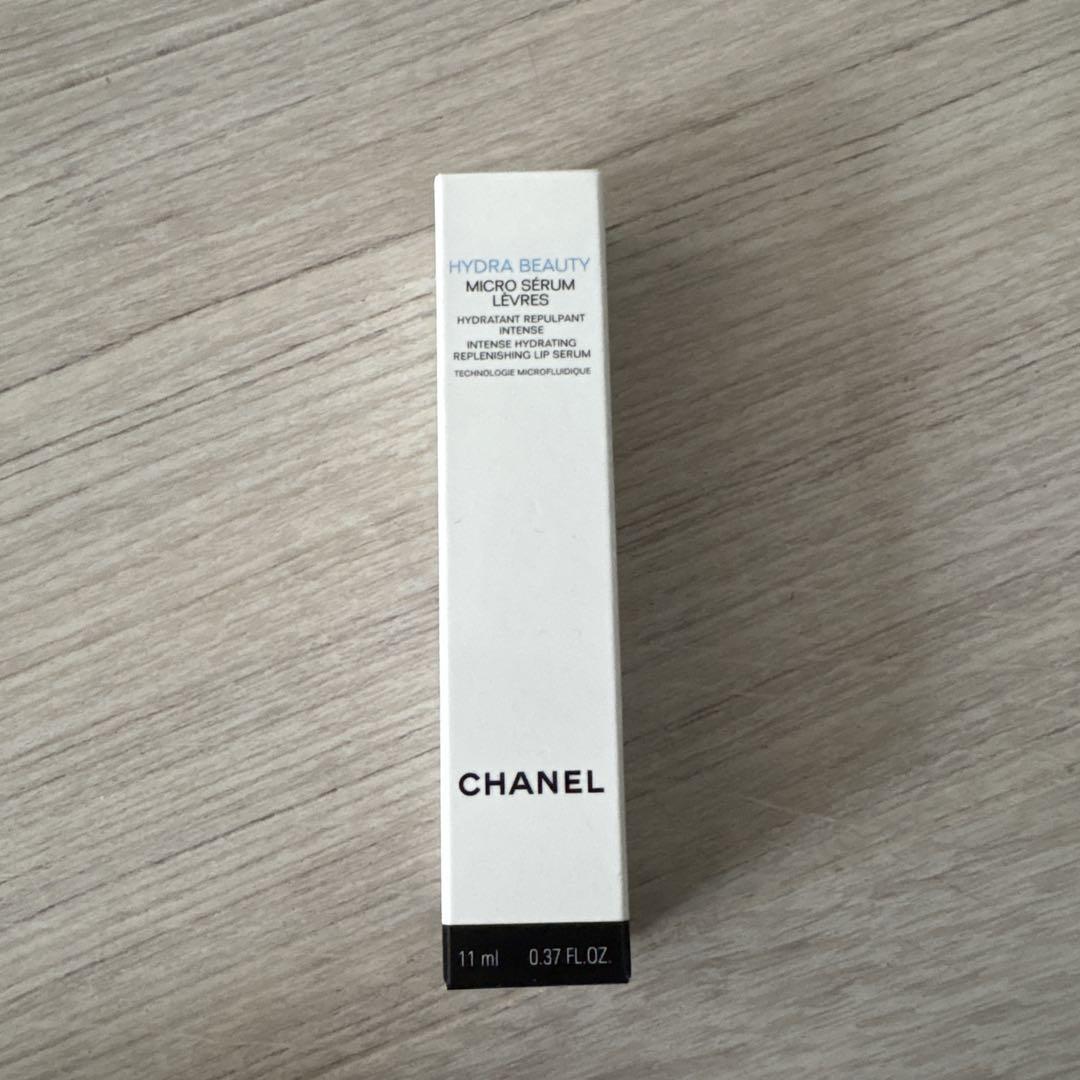 HYDRA BEAUTY
MICRO SÉRUM
LÈVRES
HYDRATANT REPULPANT
INTENSE
INTENSE HYDRATING
REPLENISHING LIP SERUM
TECHNOLOGIE MICROFLUIDIQUE
CHANEL
11 ml 0.37 FL.OZ.